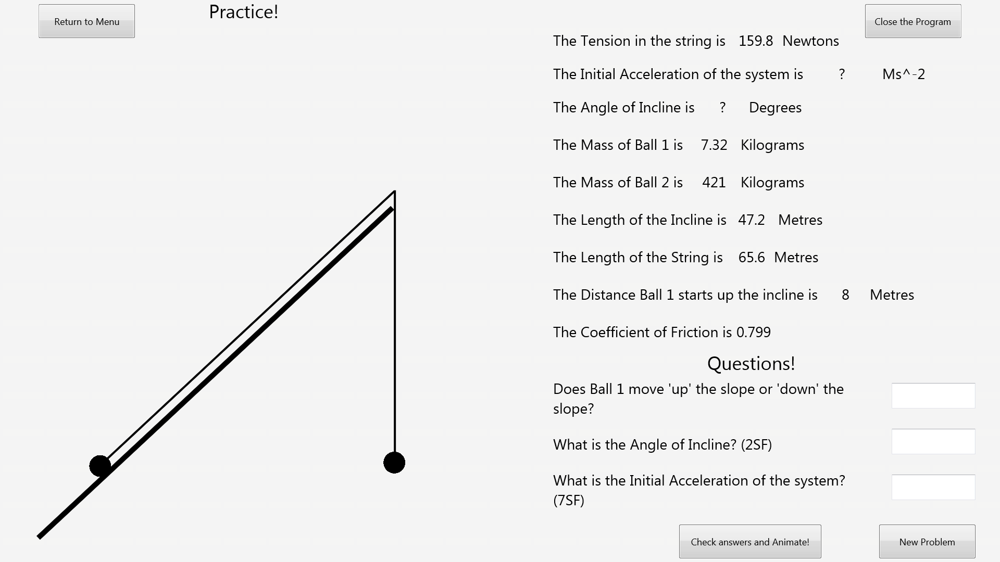 Return to Menu
Practice!
Close the Program
The Tension in the string is 159.8 Newtons
The Initial Acceleration of the system is ? Ms^-2
The Angle of Incline is ? Degrees
The Mass of Ball 1 is 7.32 Kilograms
The Mass of Ball 2 is 421 Kilograms
The Length of the Incline is 47.2 Metres
The Length of the String is 65.6 Metres
The Distance Ball 1 starts up the incline is 8 Metres
The Coefficient of Friction is 0.799
Questions!
Does Ball 1 move 'up' the slope or 'down' the
slope?
What is the Angle of Incline? (2SF)
What is the Initial Acceleration of the system?
(7SF)
Check answers and Animate!
New Problem